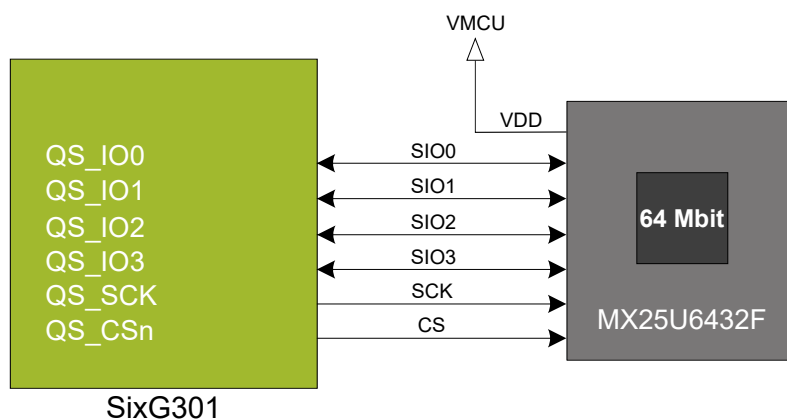 VMCU
VDD
QS_IO0
QS_IO1
QS_IO2
QS_IO3
QS_SCK
QS_CSn
SIO0
SIO1
SIO2
SIO3
SCK
CS
64 Mbit
MX25U6432F
SixG301